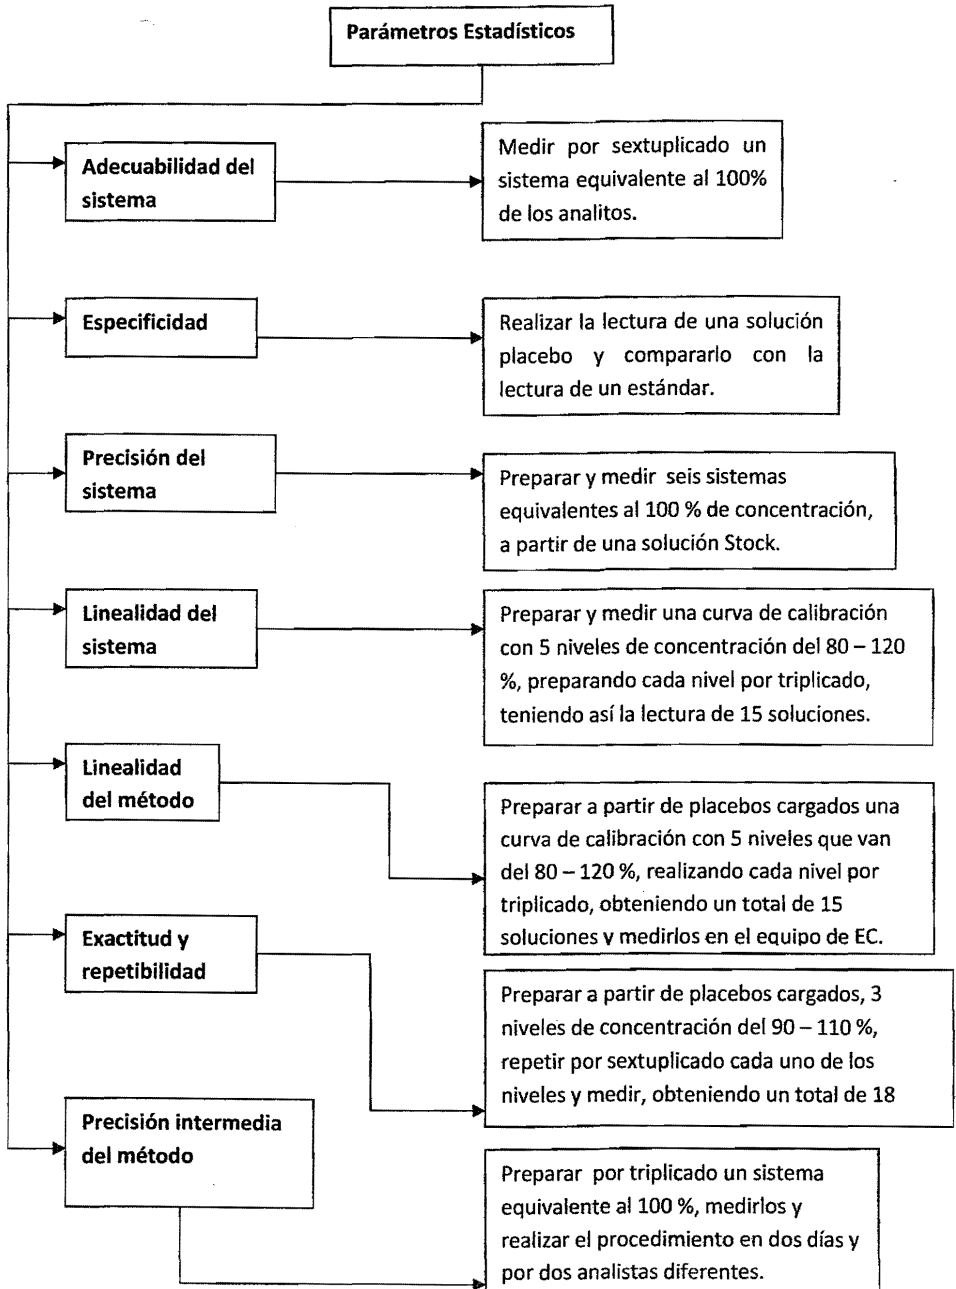 Parámetros Estadísticos
Adecuabilidad del
sistema
Medir por sextuplicado un
sistema equivalente al 100%
de los analitos.
Especificidad
Realizar la lectura de una solución
placebo y compararlo con la
lectura de un estándar.
Precisión del
sistema
Preparar y medir seis sistemas
equivalentes al 100 % de concentración,
a partir de una solución Stock.
Linealidad del
sistema
Preparar y medir una curva de calibración
con 5 niveles de concentración del 80 – 120
%, preparando cada nivel por triplicado,
teniendo así la lectura de 15 soluciones.
Linealidad
del método
Preparar a partir de placebos cargados una
curva de calibración con 5 niveles que van
del 80 – 120 %, realizando cada nivel por
triplicado, obteniendo un total de 15
soluciones y medirlos en el equipo de EC.
Exactitud y
repetibilidad
Preparar a partir de placebos cargados, 3
niveles de concentración del 90 – 110 %,
repetir por sextuplicado cada uno de los
niveles y medir, obteniendo un total de 18
Precisión intermedia
del método
Preparar por triplicado un sistema
equivalente al 100 %, medirlos y
realizar el procedimiento en dos días y
por dos analistas diferentes.